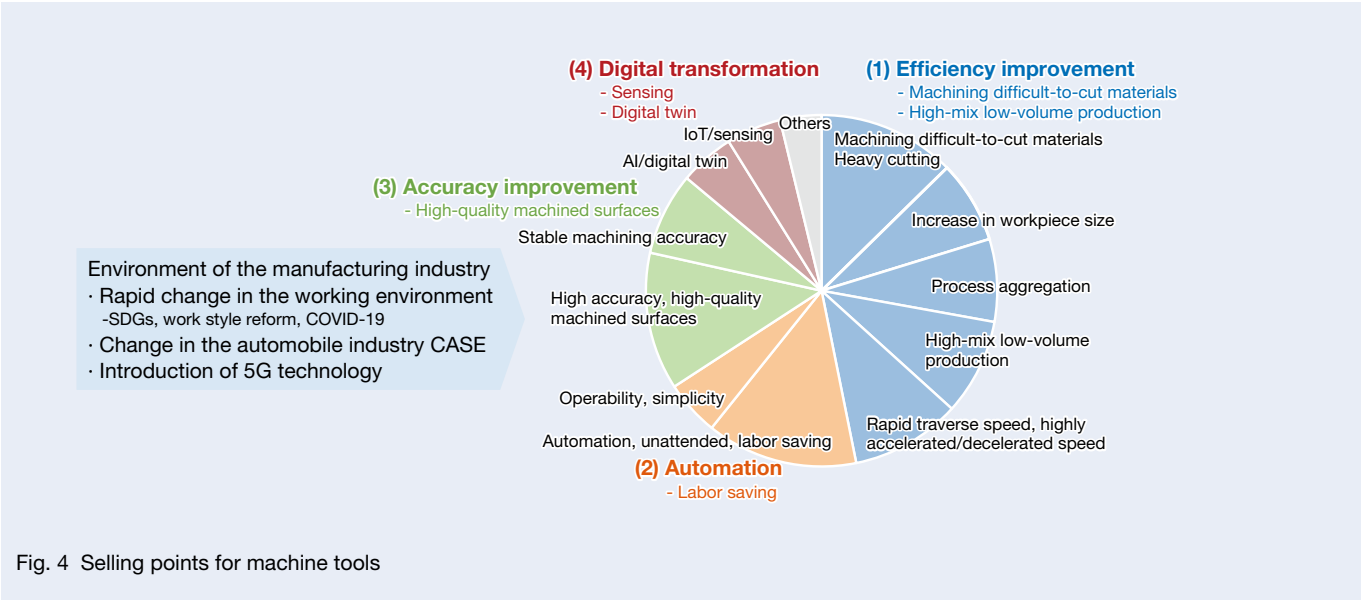 (4) Digital transformation
- Sensing
- Digital twin
(1) Efficiency improvement
- Machining difficult-to-cut materials
- High-mix low-volume production
Others
IoT/sensing
AI/digital twin
Machining difficult-to-cut materials
Heavy cutting
(3) Accuracy improvement
- High-quality machined surfaces
Stable machining accuracy
Increase in workpiece size
Environment of the manufacturing industry
· Rapid change in the working environment
-SDGs, work style reform, COVID-19
· Change in the automobile industry CASE
· Introduction of 5G technology
High accuracy, high-quality
machined surfaces
Process aggregation
High-mix low-volume
production
Operability, simplicity
Automation, unattended, labor saving
Rapid traverse speed, highly
accelerated/decelerated speed
(2) Automation
- Labor saving
Fig. 4 Selling points for machine tools